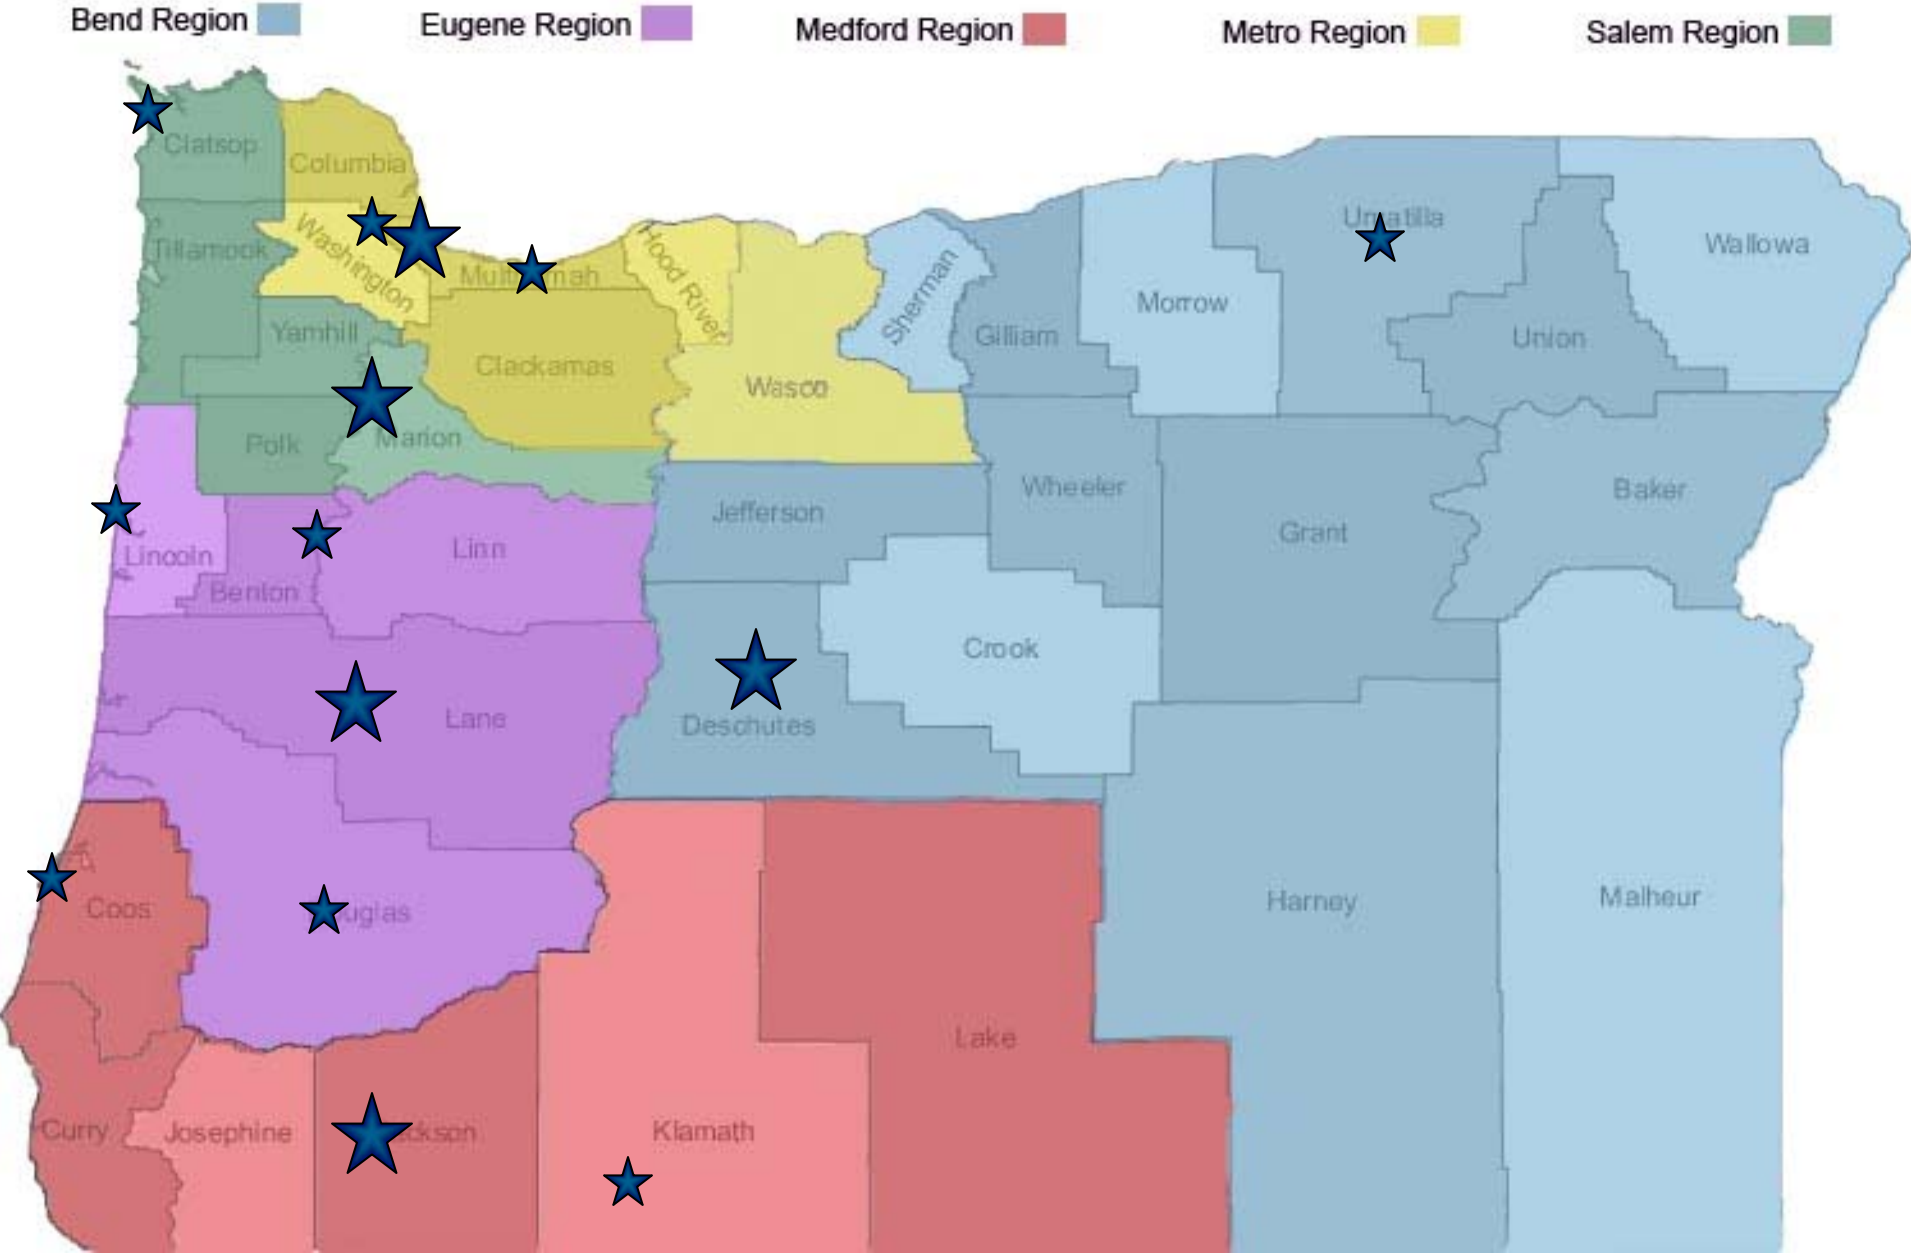 Bend Region
Eugene Region
Medford Region
Metro Region
Salem Region
Clatsop
Columbia
Tillamook
Washington
Hood River
Sherman
Gilliam
Morrow
Union
Wallowa
Yamhill
Clackamas
Wasco
Polk
Marion
Jefferson
Wheeler
Grant
Baker
Lincoln
Benton
Linn
Crook
Lane
Deschutes
Coos
Harney
Malheur
Lake
Curry
Josephine
Klamath